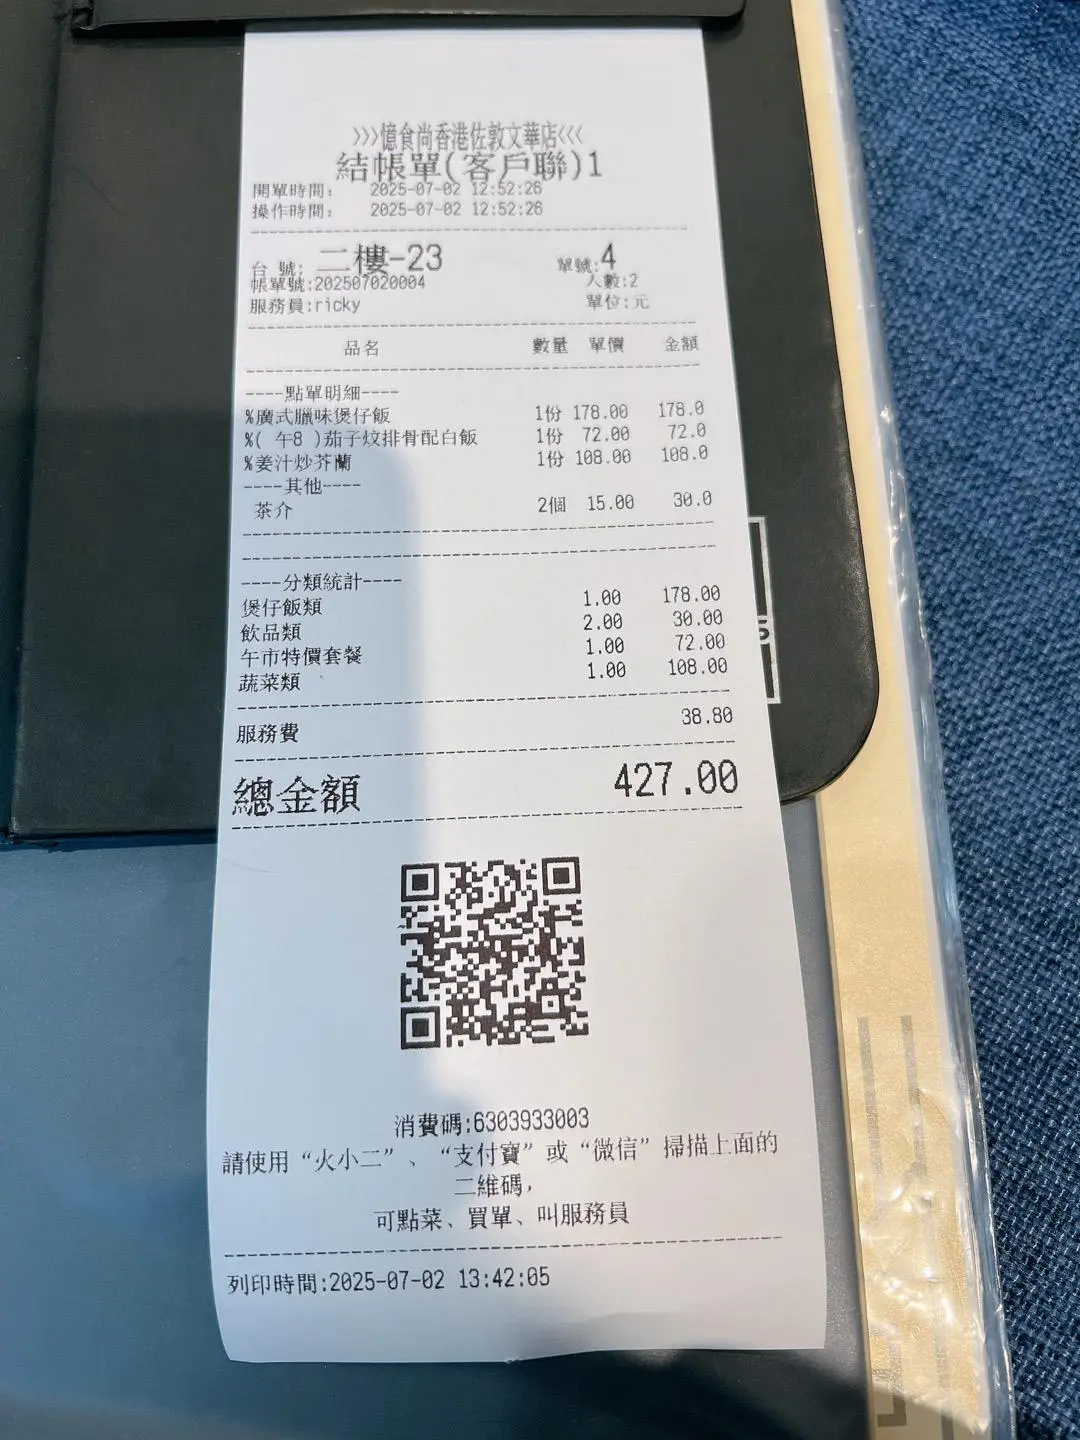 >>>憶食尚香港佐敦文華店<<<
結帳單(客戶聯)1
開單時間: 2025-07-02 12:52:26
操作時間: 2025-07-02 12:52:26
台 號: 二樓-23 單號:4
帳單號:202507020004 人數:2
服務員:ricky 單位:元
品名 數量 單價 金額
----點單明細----
%廣式臘味煲仔飯 1份 178.00 178.0
%( 午8 )茄子炆排骨配白飯 1份 72.00 72.0
%姜汁炒芥蘭 1份 108.00 108.0
----其他----
茶介 2個 15.00 30.0
----分類統計----
煲仔飯類 1.00 178.00
飲品類 2.00 30.00
午市特價套餐 1.00 72.00
蔬菜類 1.00 108.00
服務費 38.80
總金額 427.00
消費碼:6303933003
請使用“火小二”、“支付寶”或“微信”掃描上面的
二維碼,
可點菜、買單、叫服務員
列印時間:2025-07-02 13:42:05